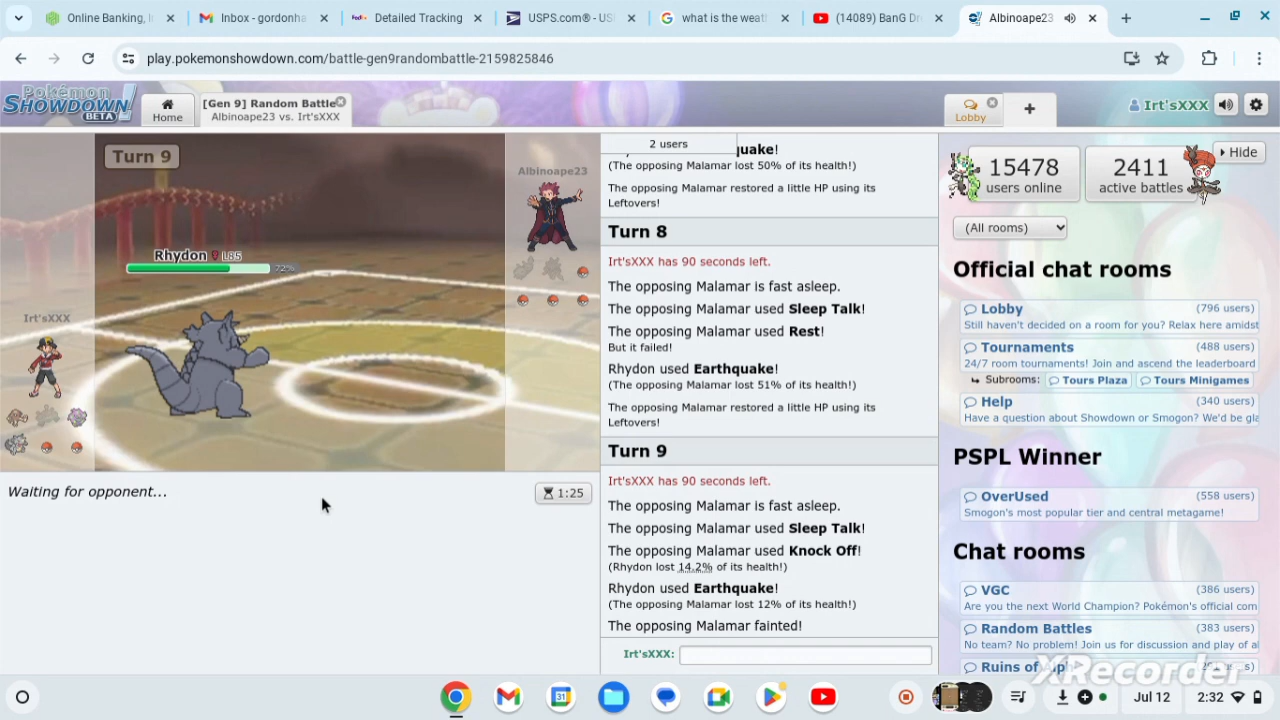 Online Banking, I
Inbox - gordonha
Detailed Tracking
USPS.com® - US
what is the weat
(14089) BanG Dr
Albinoape23
play.pokemonshowdown.com/battle-gen9randombattle-2159825846
Pokémon
SHOWDOWN!
BETA
Home
[Gen 9] Random Battle
Albinoape23 vs. Irt'sXXX
Lobby
Irt'sXXX
Turn 9
Albinoape23
Rhydon L85
72%
Irt'sXXX
Waiting for opponent...
1:25
2 users
quake!
(The opposing Malamar lost 50% of its health!)
The opposing Malamar restored a little HP using its
Leftovers!
Turn 8
Irt'sXXX has 90 seconds left.
The opposing Malamar is fast asleep.
The opposing Malamar used Sleep Talk!
The opposing Malamar used Rest!
But it failed!
Rhydon used Earthquake!
(The opposing Malamar lost 51% of its health!)
The opposing Malamar restored a little HP using its
Leftovers!
Turn 9
Irt'sXXX has 90 seconds left.
The opposing Malamar is fast asleep.
The opposing Malamar used Sleep Talk!
The opposing Malamar used Knock Off!
(Rhydon lost 14.2% of its health!)
Rhydon used Earthquake!
(The opposing Malamar lost 12% of its health!)
The opposing Malamar fainted!
Irt'sXXX:
15478
users online
2411
active battles
Hide
(All rooms)
Official chat rooms
Lobby (796 users)
Still haven't decided on a room for you? Relax here amidst
Tournaments (488 users)
24/7 room tournaments! Join and ascend the leaderboard
Subrooms: Tours Plaza Tours Minigames
Help (340 users)
Have a question about Showdown or Smogon? We'd be gla
PSPL Winner
OverUsed (558 users)
Smogon's most popular tier and central metagame!
Chat rooms
VGC (386 users)
Are you the next World Champion? Pokémon's official com
Random Battles (383 users)
No team? No problem! Join us for discussion and play of a
XRecorder
31
Jul 12
2:32